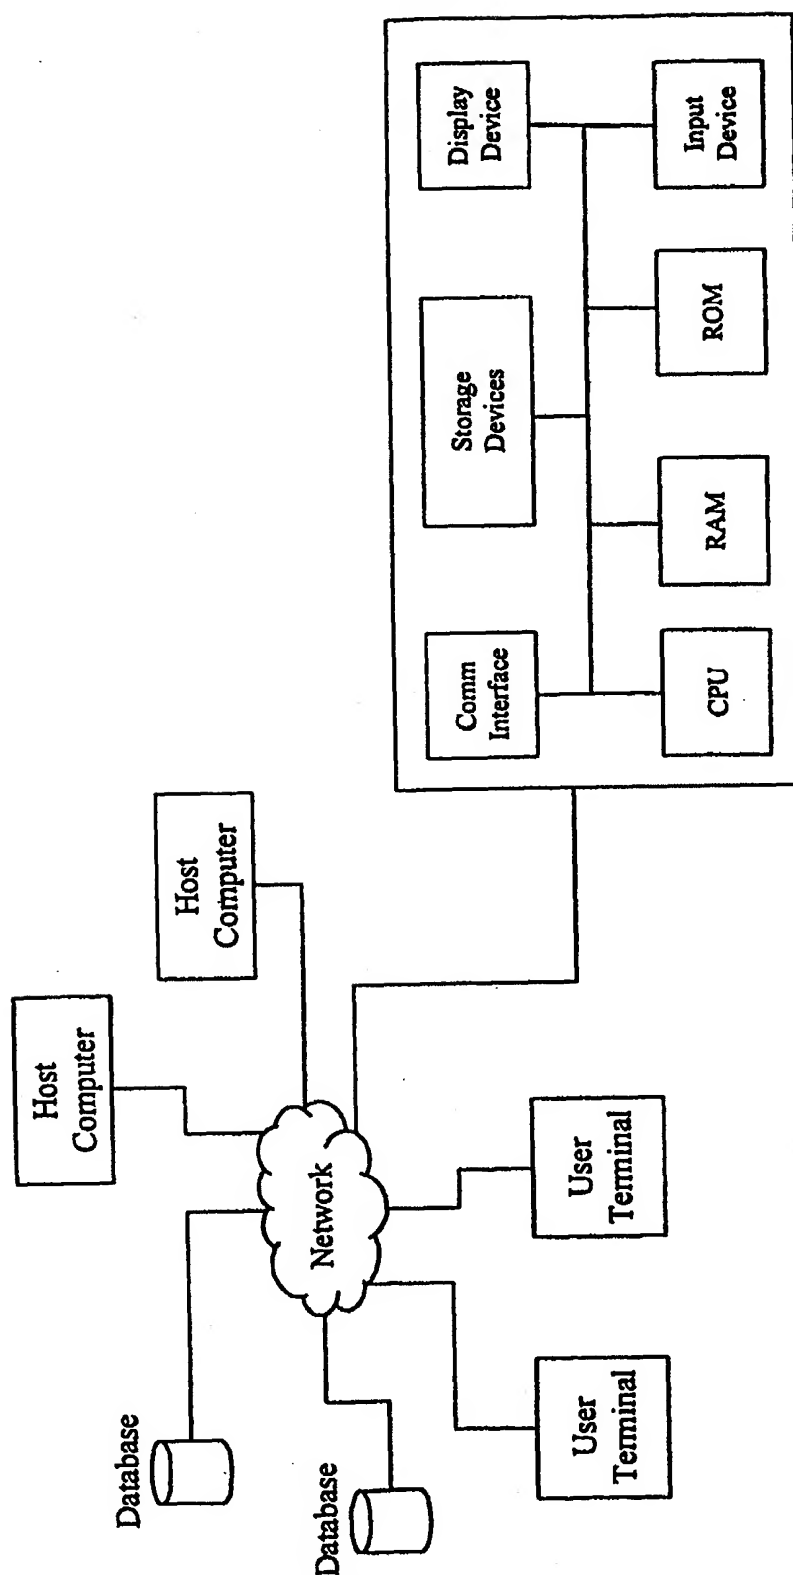 Host
Computer
Host
Computer
Database
Database
Network
User
Terminal
User
Terminal
Comm
Interface
Storage
Devices
Display
Device
CPU
RAM
ROM
Input
Device